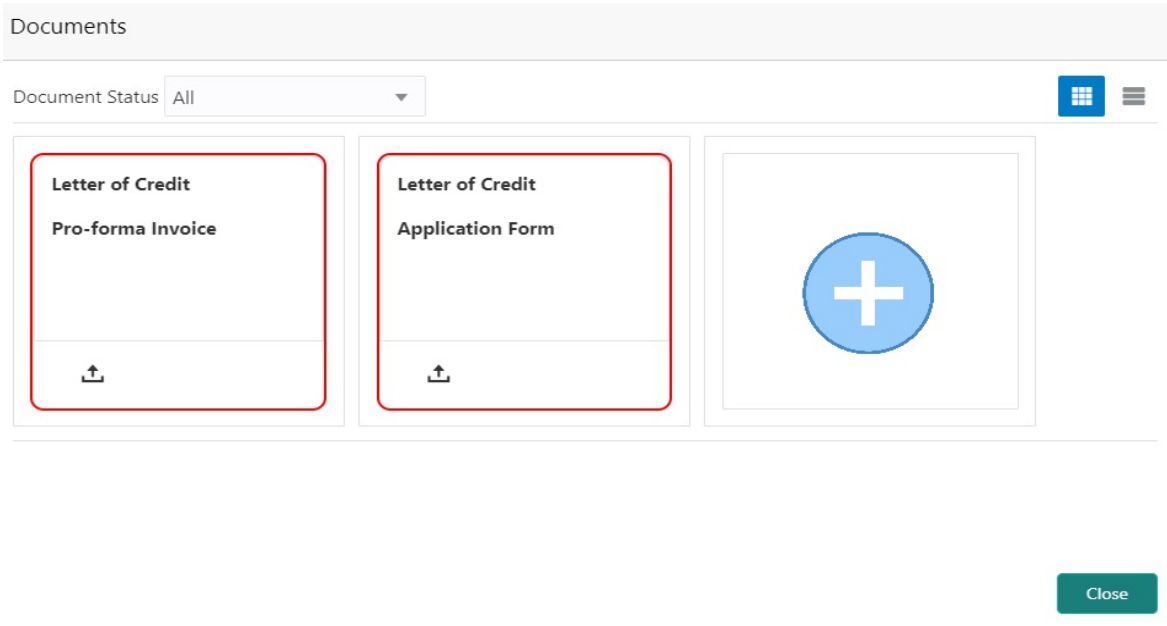 Documents
Document Status All
Letter of Credit
Pro-forma Invoice
Letter of Credit
Application Form
Close